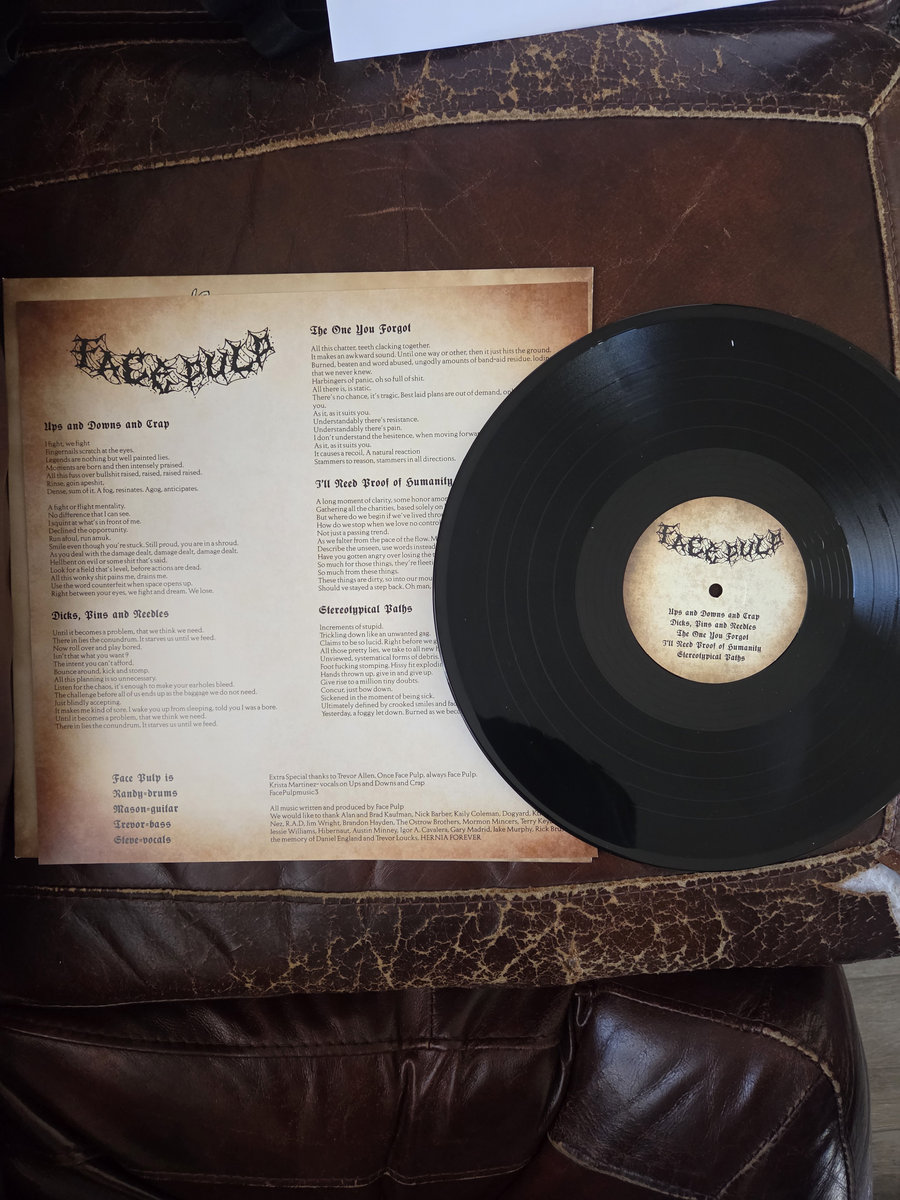 FACE PULP
Ups and Downs and Crap
I fight, we fight
Fingernails scratch at the eyes.
Legends are nothing but well painted lies.
Moments are born and then intensely praised.
All this fuss over bullshit raised, raised, raised raised.
Rinse, goin apeshit.
Dense, sum of it. A fog, resinates. Agog, anticipates.
A fight or flight mentality.
No difference that I can see.
I squint at what's in front of me.
Declined the opportunity.
Run afoul, run amuk.
Smile even though you're stuck. Still proud, you are in a shroud.
As you deal with the damage dealt, damage dealt, damage dealt.
Hellbent on evil or some shit that's said.
Look for a field that's level, before actions are dead.
All this wonky shit pains me, drains me.
Use the word counterfeit when space opens up.
Right between your eyes, we fight and dream. We lose.
Dicks, Pins and Needles
Until it becomes a problem, that we think we need.
There in lies the conundrum. It starves us until we feed.
Now roll over and play bored.
Isn't that what you want?
The intent you can't afford.
Bounce around, kick and stomp.
All this planning is so unnecessary.
Listen for the chaos, it's enough to make your earholes bleed.
The challenge before all of us ends up as the baggage we do not need.
Just blindly accepting.
It makes me kind of sore. I wake you up from sleeping, told you I was a bore.
Until it becomes a problem, that we think we need.
There in lies the conundrum. It starves us until we feed.
The One You Forgot
All this chatter, teeth clacking together.
It makes an awkward sound. Until one way or other, then it just hits the ground.
Burned, beaten and word abused, ungodly amounts of band-aid residue.
that we never knew.
Harbingers of panic, oh so full of shit.
All there is, is static.
There's no chance, it's tragic. Best laid plans are out of demand,
you.
As it, as it suits you.
Understandably there's resistance.
Understandably there's pain.
I don't understand the hesitence, when moving
As it, as it suits you.
It causes a recoil, A natural reaction
Stammers to reason, stammers in all directions.
I'll Need Proof of Humanity
A long moment of clarity, some honor
Gathering all the charities, based solely on
But where do we begin if we've lived
How do we stop when we love no
Not just a passing trend.
As we filter from the pace of the flow.
Describe the unseen, use words instead
Have you gotten angry over losing the
So much for those things, they're
So much from these things.
These things are dirty, so into our
Should've stayed a step back. Oh man,
Stereotypical Paths
Increments of stupid.
Trickling down like an unwanted gag.
Claims to be so lucid. Right before we
All those pretty lies, we take to all new
Unviewed, systematical forms of debris.
Foot fucking stomping. Hissy fit
Hands thrown up, give in and give up.
Give rise to a million tiny doubts.
Concur, just bow down.
Sickened in the moment of being sick.
Ultimately defined by crooked smiles and
Yesterday, a foggy let down. Burned as we
Face Pulp is
Randy-drums
Mason-guitar
Trevor-bass
Steve-vocals
Extra Special thanks to Trevor Allen, Once Face Pulp, always Face Pulp.
Krista Martinez- vocals on Ups and Downs and Crap
FacePulpmusic3
All music written and produced by Face Pulp
We would like to thank Alan and Brad Kaufman, Nick Barber, Kaily Coleman, Dogyard,
Nez, R.A.D, Jim Wright, Brandon Hayden, The Ostrow Brothers, Mormon Mincers, Terry
Jessie Williams, Hibernaut, Austin Minney, Igor A. Cavalera, Gary Madrid, Jake Murphy, Rick
the memory of Daniel England and Trevor Loucks. HERNIA FOREVER
FACE PULP
Ups and Downs and Crap
Dicks, Pins and Needles
The One You Forgot
I'll Need Proof of Humanity
Stereotypical Paths